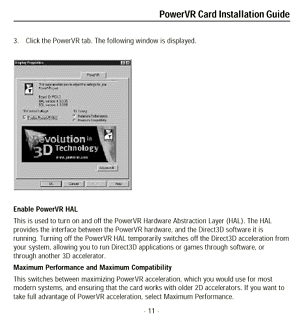 PowerVR Card Installation Guide
3. Click the PowerVR tab. The following window is displayed.
Display Properties
PowerVR
Enable PowerVR HAL
Maximum Performance
Maximum Compatibility
evolution in
3D Technology
Advanced
OK
Cancel
Help
Enable PowerVR HAL
This is used to turn on and off the PowerVR Hardware Abstraction Layer (HAL). The HAL
provides the interface between the PowerVR hardware, and the Direct3D software it is
running. Turning off the PowerVR HAL temporarily switches off the Direct3D acceleration from
your system, allowing you to run Direct3D applications or games through software, or
through another 3D accelerator.
Maximum Performance and Maximum Compatibility
This switches between maximizing PowerVR acceleration, which you would use for most
modern systems, and ensuring that the card works with older 2D accelerators. If you want to
take full advantage of PowerVR acceleration, select Maximum Performance.
- 11 -